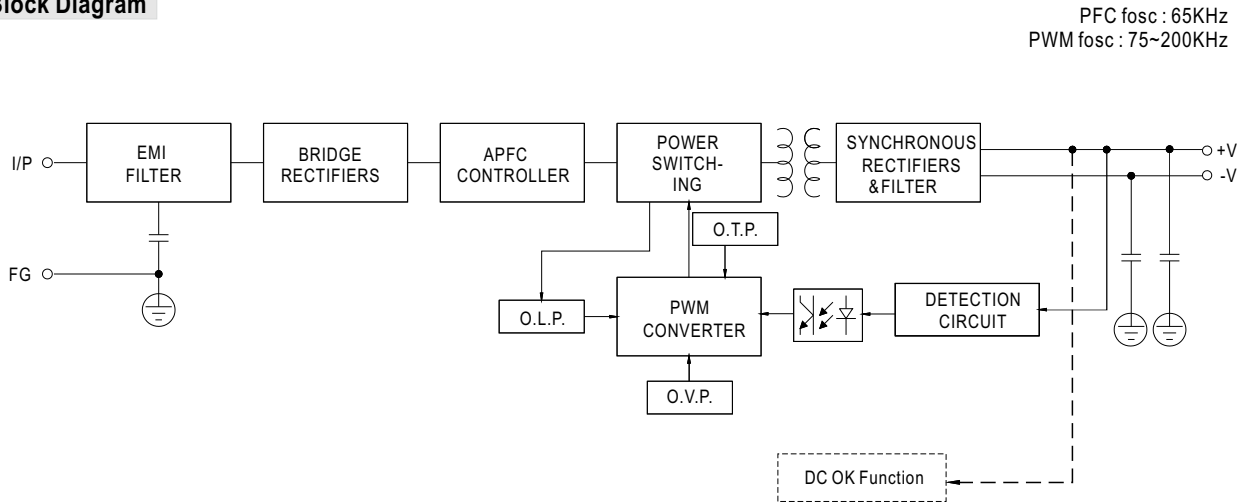 Block Diagram
PFC fosc : 65KHz
PWM fosc : 75~200KHz
I/P
EMI
FILTER
BRIDGE
RECTIFIERS
APFC
CONTROLLER
POWER
SWITCH-
ING
SYNCHRONOUS
RECTIFIERS
&FILTER
+V
-V
O.T.P.
FG
O.L.P.
PWM
CONVERTER
DETECTION
CIRCUIT
O.V.P.
DC OK Function